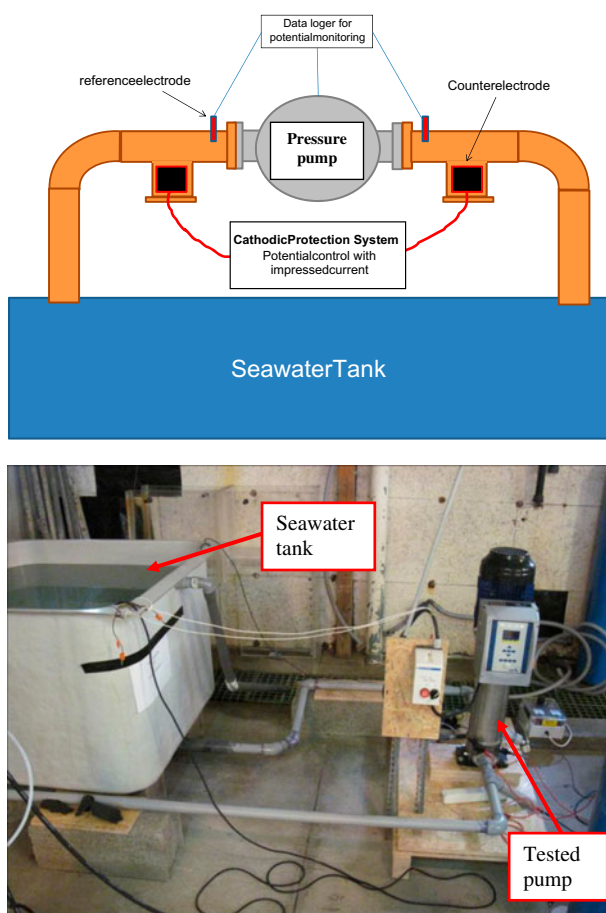 Data loger for
potentialmonitoring
referenceelectrode
Counterelectrode
Pressure
pump
CathodicProtection System
Potentialcontrol with
impressedcurrent
SeawaterTank
Seawater
tank
Tested
pump